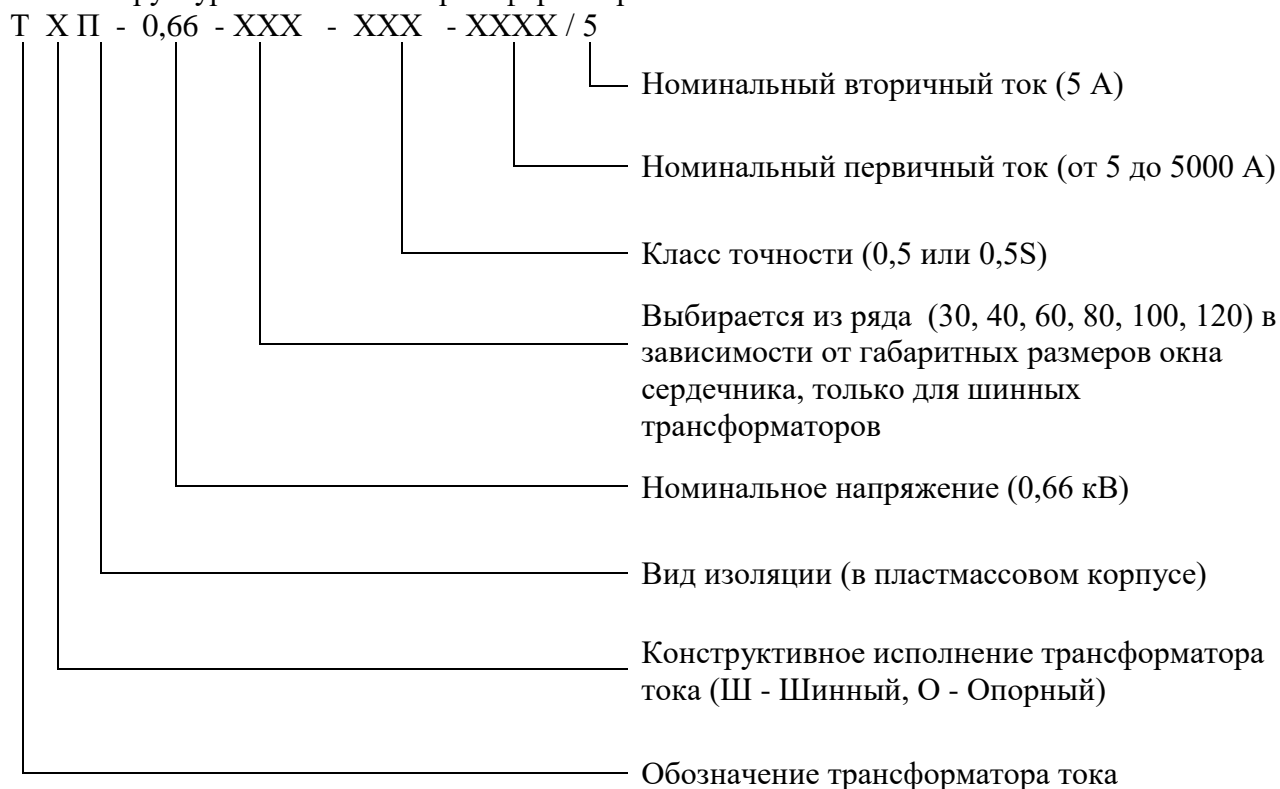 Т Х П - 0,66 - ХХХ - ХХХ - ХХХХ / 5
Номинальный вторичный ток (5 А)
Номинальный первичный ток (от 5 до 5000 А)
Класс точности (0,5 или 0,5S)
Выбирается из ряда (30, 40, 60, 80, 100, 120) в
зависимости от габаритных размеров окна
сердечника, только для шинных
трансформаторов
Номинальное напряжение (0,66 кВ)
Вид изоляции (в пластмассовом корпусе)
Конструктивное исполнение трансформатора
тока (Ш - Шинный, О - Опорный)
Обозначение трансформатора тока